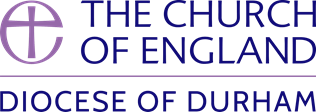 THE CHURCH
OF ENGLAND
DIOCESE OF DURHAM